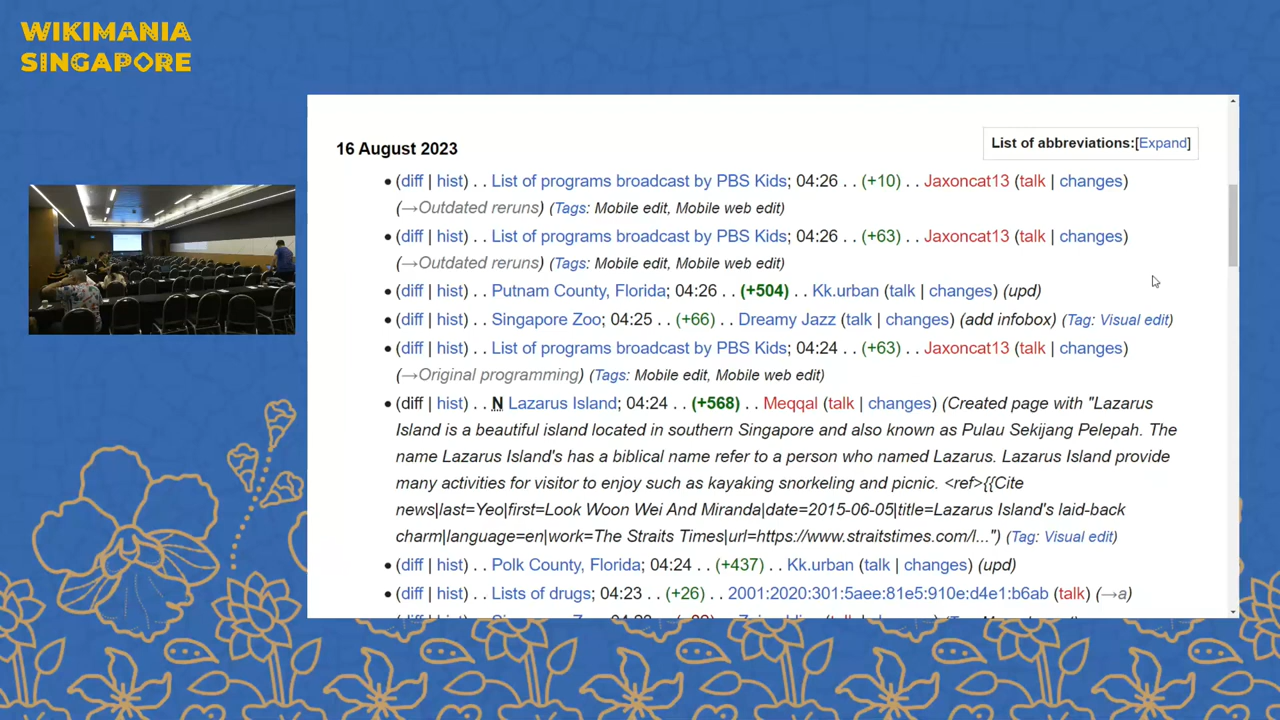 WIKIMANIA
SINGAPORE
16 August 2023
List of abbreviations:[Expand]
(diff | hist) . . List of programs broadcast by PBS Kids; 04:26 . . (+10) . . Jaxoncat13 (talk | changes)
(→Outdated reruns) (Tags: Mobile edit, Mobile web edit)
(diff | hist) . . List of programs broadcast by PBS Kids; 04:26 . . (+63) . . Jaxoncat13 (talk | changes)
(→Outdated reruns) (Tags: Mobile edit, Mobile web edit)
(diff | hist) . . Putnam County, Florida; 04:26 . . (+504) . . Kk.urban (talk | changes) (upd)
(diff | hist) . . Singapore Zoo; 04:25 . . (+66) . . Dreamy Jazz (talk | changes) (add infobox) (Tag: Visual edit)
(diff | hist) . . List of programs broadcast by PBS Kids; 04:24 . . (+63) . . Jaxoncat13 (talk | changes)
(→Original programming) (Tags: Mobile edit, Mobile web edit)
(diff | hist) . . N Lazarus Island; 04:24 . . (+568) . . Meqqal (talk | changes) (Created page with "Lazarus
Island is a beautiful island located in southern Singapore and also known as Pulau Sekijang Pelepah. The
name Lazarus Island's has a biblical name refer to a person who named Lazarus. Lazarus Island provide
many activities for visitor to enjoy such as kayaking snorkeling and picnic. <ref>{{Cite
news|last=Yeo|first=Look Woon Wei And Miranda|date=2015-06-05|title=Lazarus Island's laid-back
charm|language=en|work=The Straits Times|url=https://www.straitstimes.com/l...") (Tag: Visual edit)
(diff | hist) . . Polk County, Florida; 04:24 . . (+437) . . Kk.urban (talk | changes) (upd)
(diff | hist) . . Lists of drugs; 04:23 . . (+26) . . 2001:2020:301:5aee:81e5:910e:d4e1:b6ab (talk) (→a)